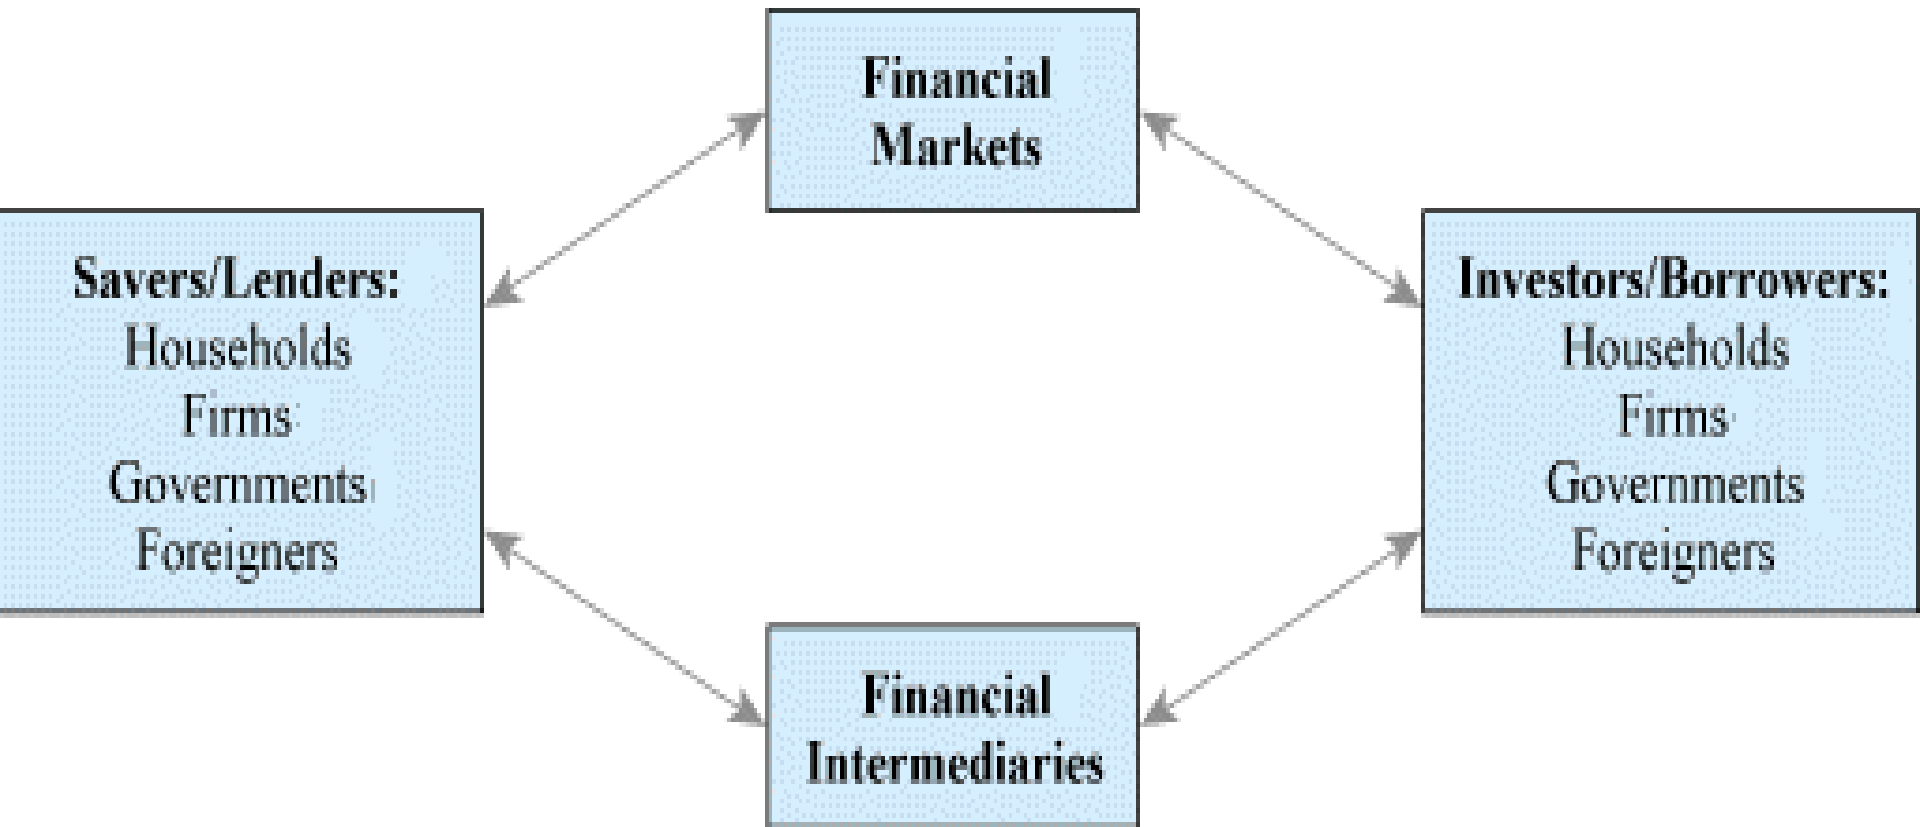 Financial
Markets
Savers/Lenders:
Households
Firms
Governments
Foreigners
Investors/Borrowers:
Households
Firms
Governments
Foreigners
Financial
Intermediaries